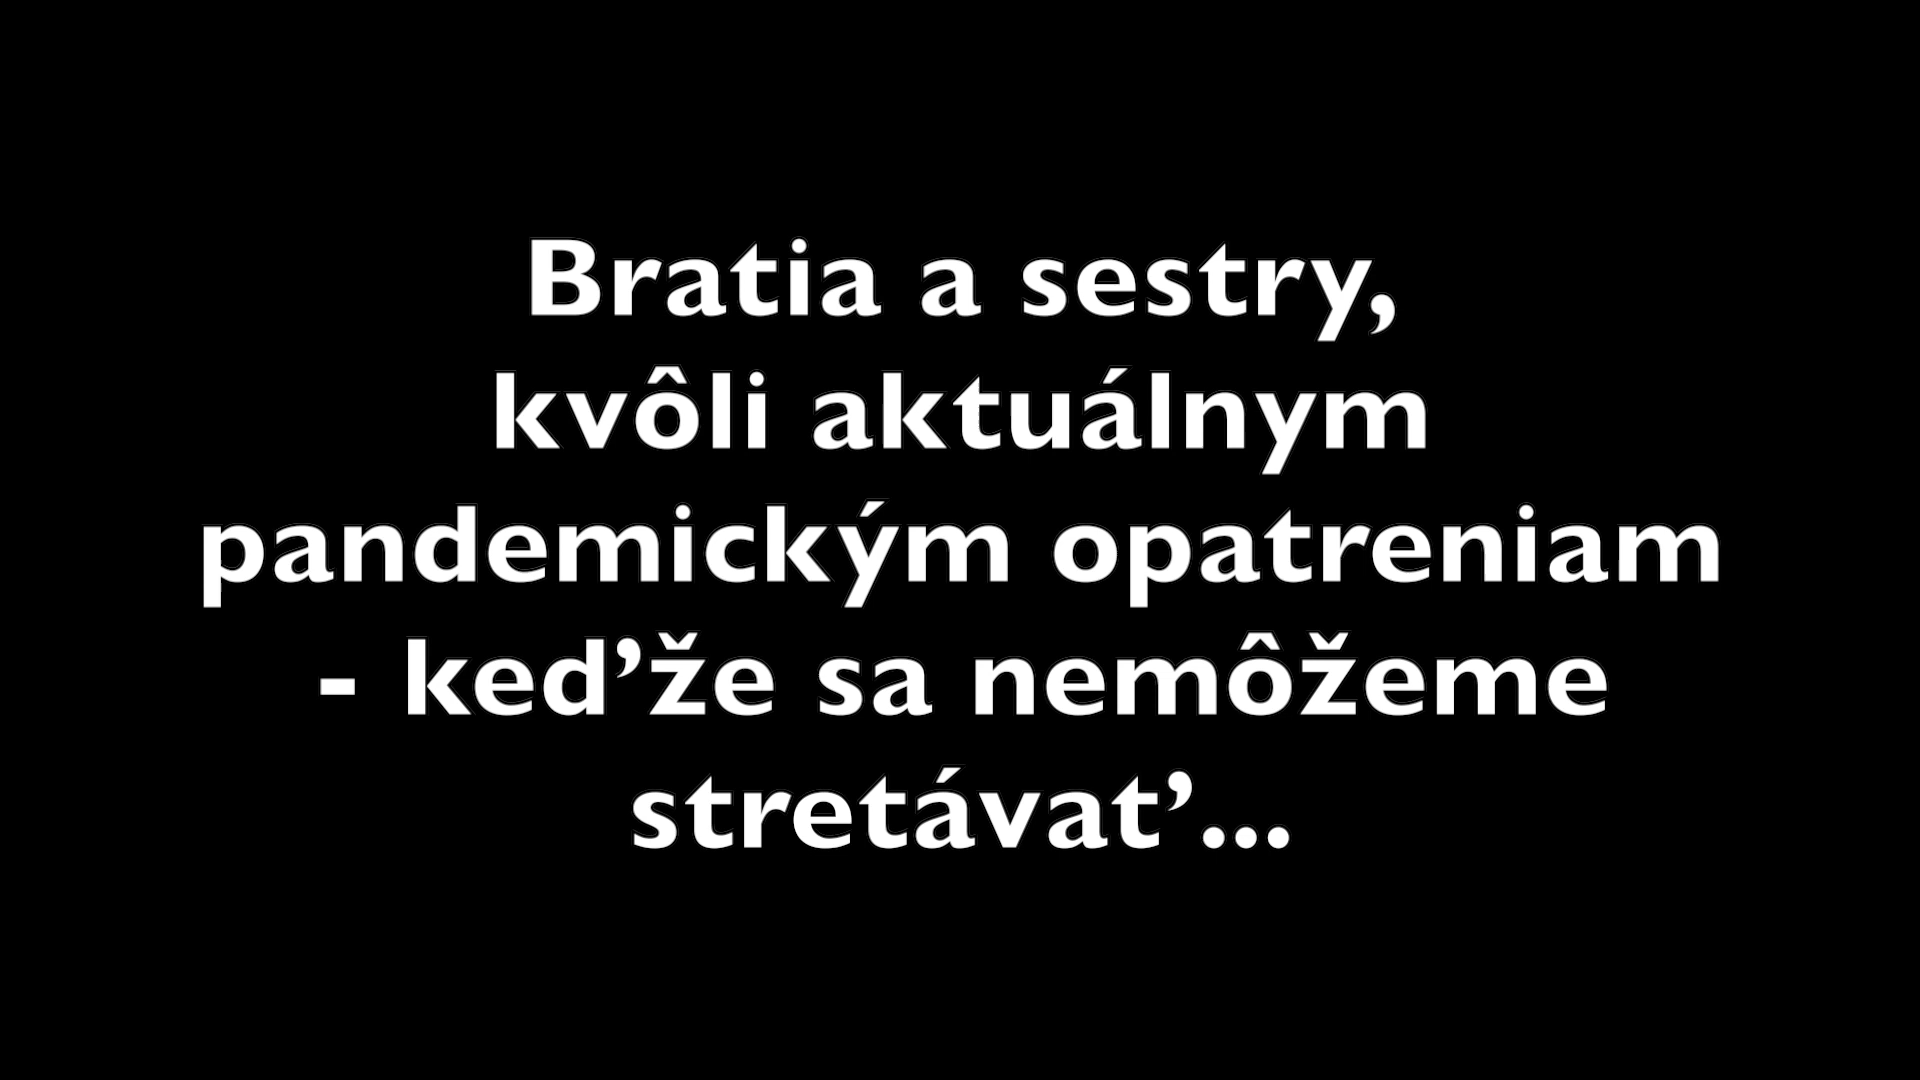 Bratia a sestry,
kvôli aktuálnym
pandemickým opatreniam
- keďže sa nemôžeme
stretávať...